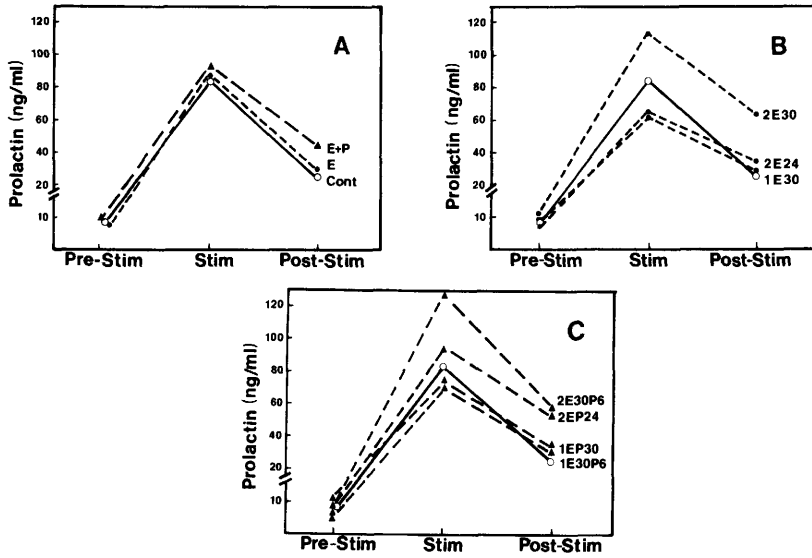 A
Prolactin (ng/ml)
120
100
80
60
40
20
10
E+P
E
Cont
Pre-Stim Stim Post-Stim
B
Prolactin (ng/ml)
120
100
80
60
40
20
10
2E30
2E24
1E30
Pre-Stim Stim Post-Stim
C
Prolactin (ng/ml)
120
100
80
60
40
20
10
2E30P6
2EP24
1EP30
1E30P6
Pre-Stim Stim Post-Stim